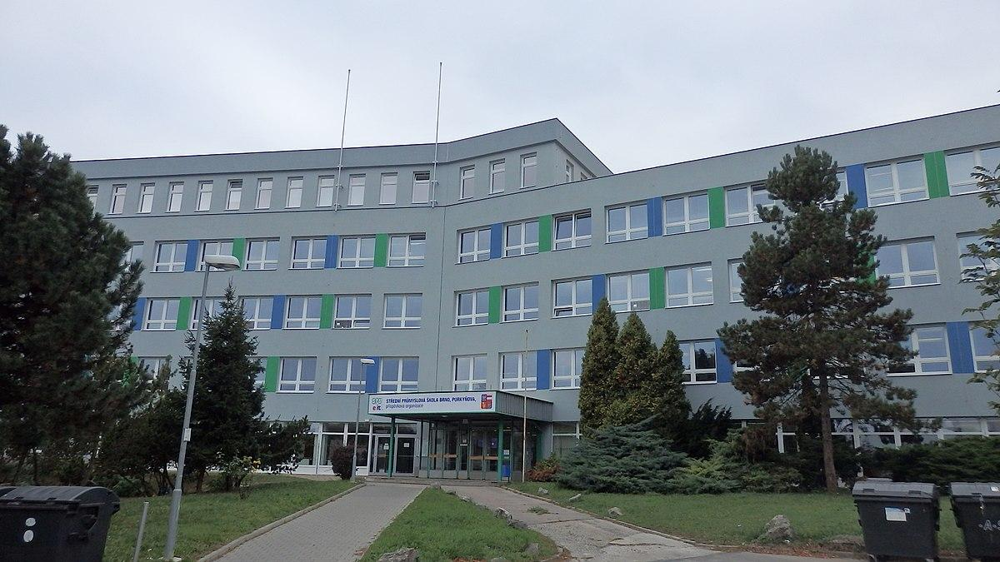 STŘEDNÍ PRŮMYSLOVÁ ŠKOLA BRNO, PURKYŇOVA,
příspěvková organizace